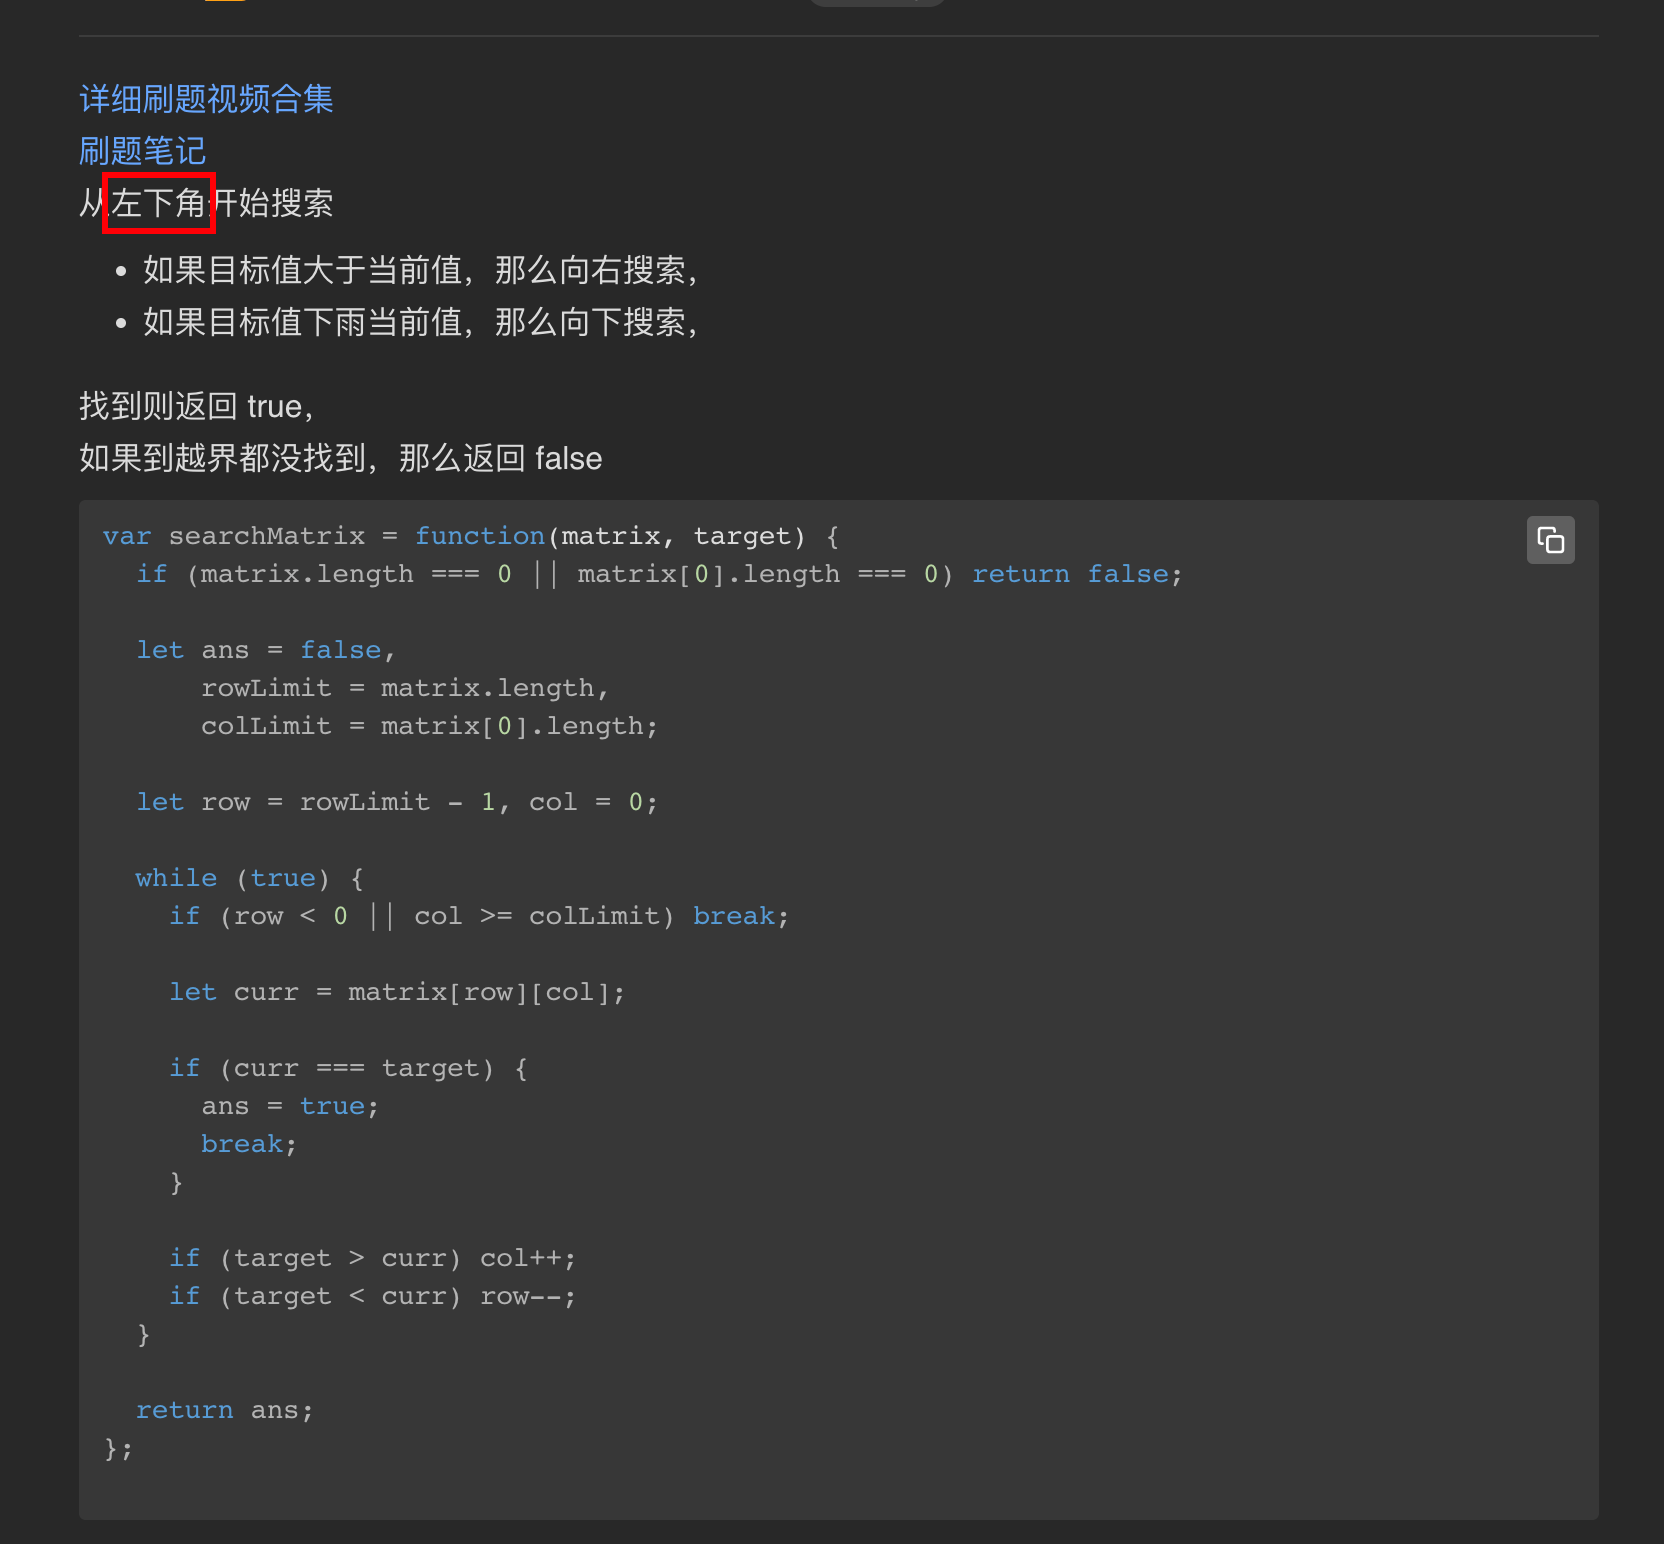 详细刷题视频合集
刷题笔记
从左下角开始搜索
• 如果目标值大于当前值，那么向右搜索，
• 如果目标值下雨当前值，那么向下搜索，
找到则返回 true，
如果到越界都没找到，那么返回 false
var searchMatrix = function(matrix, target) {
  if (matrix.length === 0 || matrix[0].length === 0) return false;
  let ans = false,
      rowLimit = matrix.length,
      colLimit = matrix[0].length;
  let row = rowLimit - 1, col = 0;
  while (true) {
    if (row < 0 || col >= colLimit) break;
    let curr = matrix[row][col];
    if (curr === target) {
      ans = true;
      break;
    }
    if (target > curr) col++;
    if (target < curr) row--;
  }
  return ans;
};